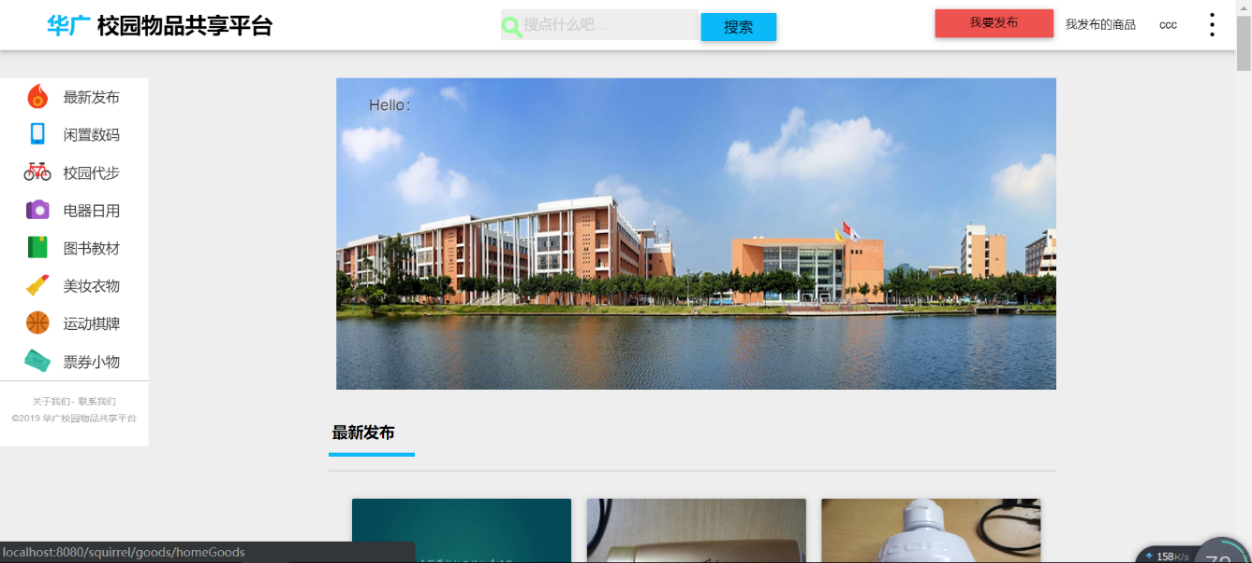 华广 校园物品共享平台
搜点什么吧...
搜索
我要发布
我发布的商品
ccc
最新发布
闲置数码
校园代步
电器日用
图书教材
美妆衣物
运动棋牌
票券小物
关于我们 - 联系我们
©2019 华广校园物品共享平台
Hello：
最新发布
localhost:8080/squirrel/goods/homeGoods
158K/s